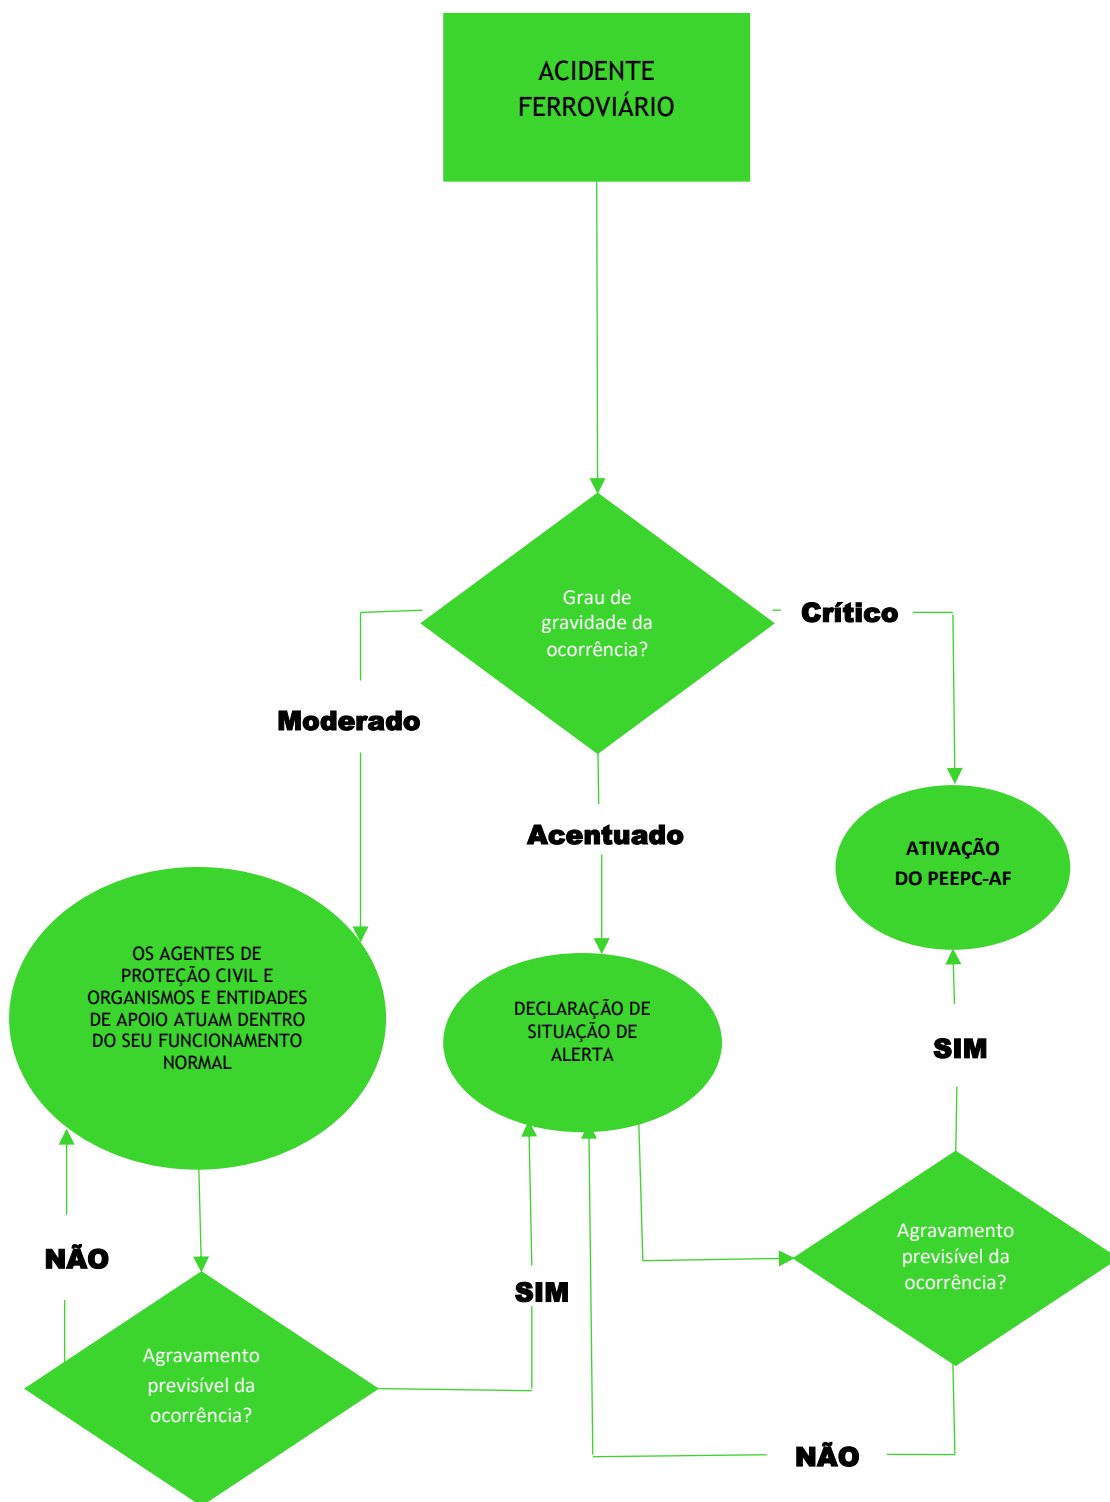 ACIDENTE
FERROVIÁRIO
Grau de
gravidade da
ocorrência?
Crítico
Moderado
Acentuado
ATIVAÇÃO
DO PEEPC-AF
OS AGENTES DE
PROTEÇÃO CIVIL E
ORGANISMOS E ENTIDADES
DE APOIO ATUAM DENTRO
DO SEU FUNCIONAMENTO
NORMAL
DECLARAÇÃO DE
SITUAÇÃO DE
ALERTA
SIM
NÃO
SIM
Agravamento
previsível da
ocorrência?
Agravamento
previsível da
ocorrência?
NÃO